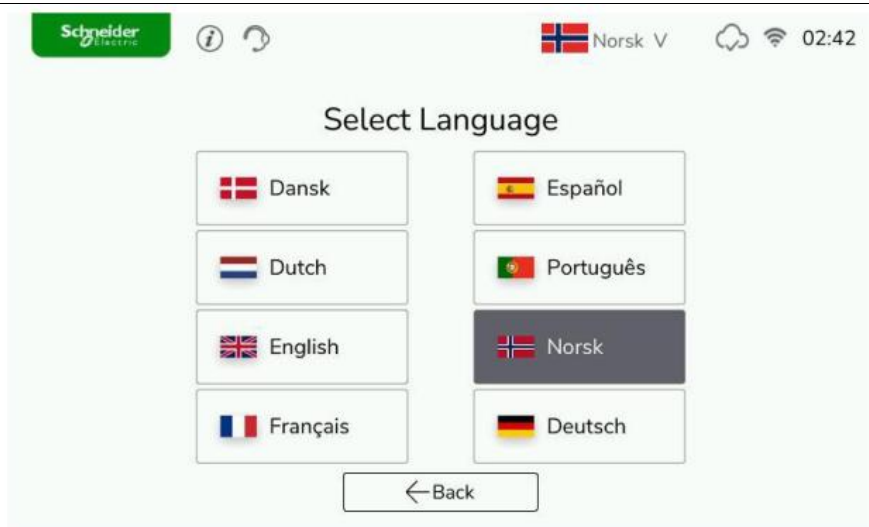 Schneider
Electric
Norsk V
02:42
Select Language
Dansk
Español
Dutch
Português
English
Norsk
Français
Deutsch
Back